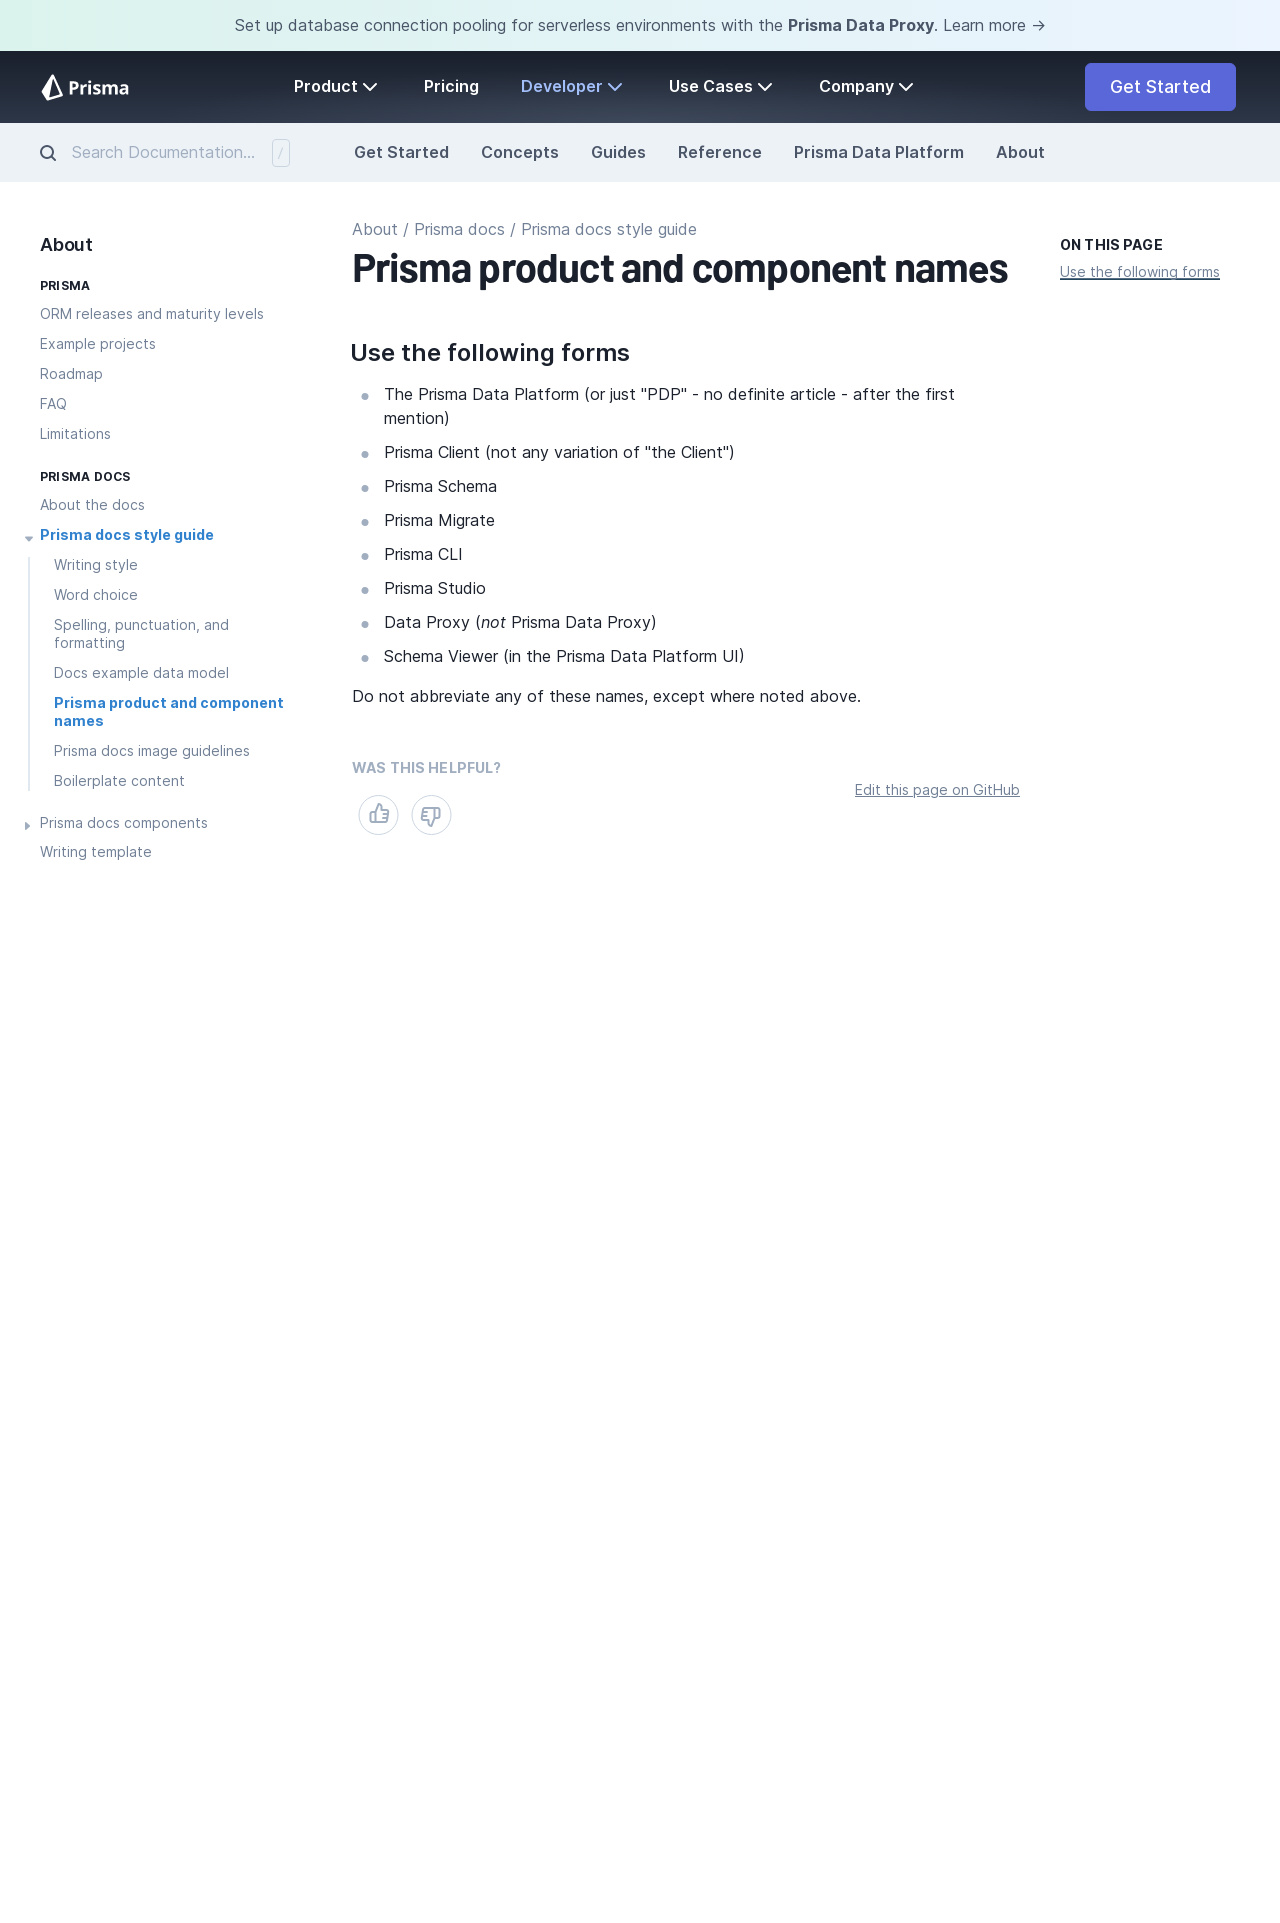 Set up database connection pooling for serverless environments with the Prisma Data Proxy. Learn more →
Prisma
Product
Pricing
Developer
Use Cases
Company
Get Started
Search Documentation...
/
Get Started
Concepts
Guides
Reference
Prisma Data Platform
About
About
PRISMA
ORM releases and maturity levels
Example projects
Roadmap
FAQ
Limitations
PRISMA DOCS
About the docs
Prisma docs style guide
Writing style
Word choice
Spelling, punctuation, and
formatting
Docs example data model
Prisma product and component
names
Prisma docs image guidelines
Boilerplate content
Prisma docs components
Writing template
About / Prisma docs / Prisma docs style guide
Prisma product and component names
Use the following forms
The Prisma Data Platform (or just "PDP" - no definite article - after the first
mention)
Prisma Client (not any variation of "the Client")
Prisma Schema
Prisma Migrate
Prisma CLI
Prisma Studio
Data Proxy (not Prisma Data Proxy)
Schema Viewer (in the Prisma Data Platform UI)
Do not abbreviate any of these names, except where noted above.
WAS THIS HELPFUL?
Edit this page on GitHub
ON THIS PAGE
Use the following forms